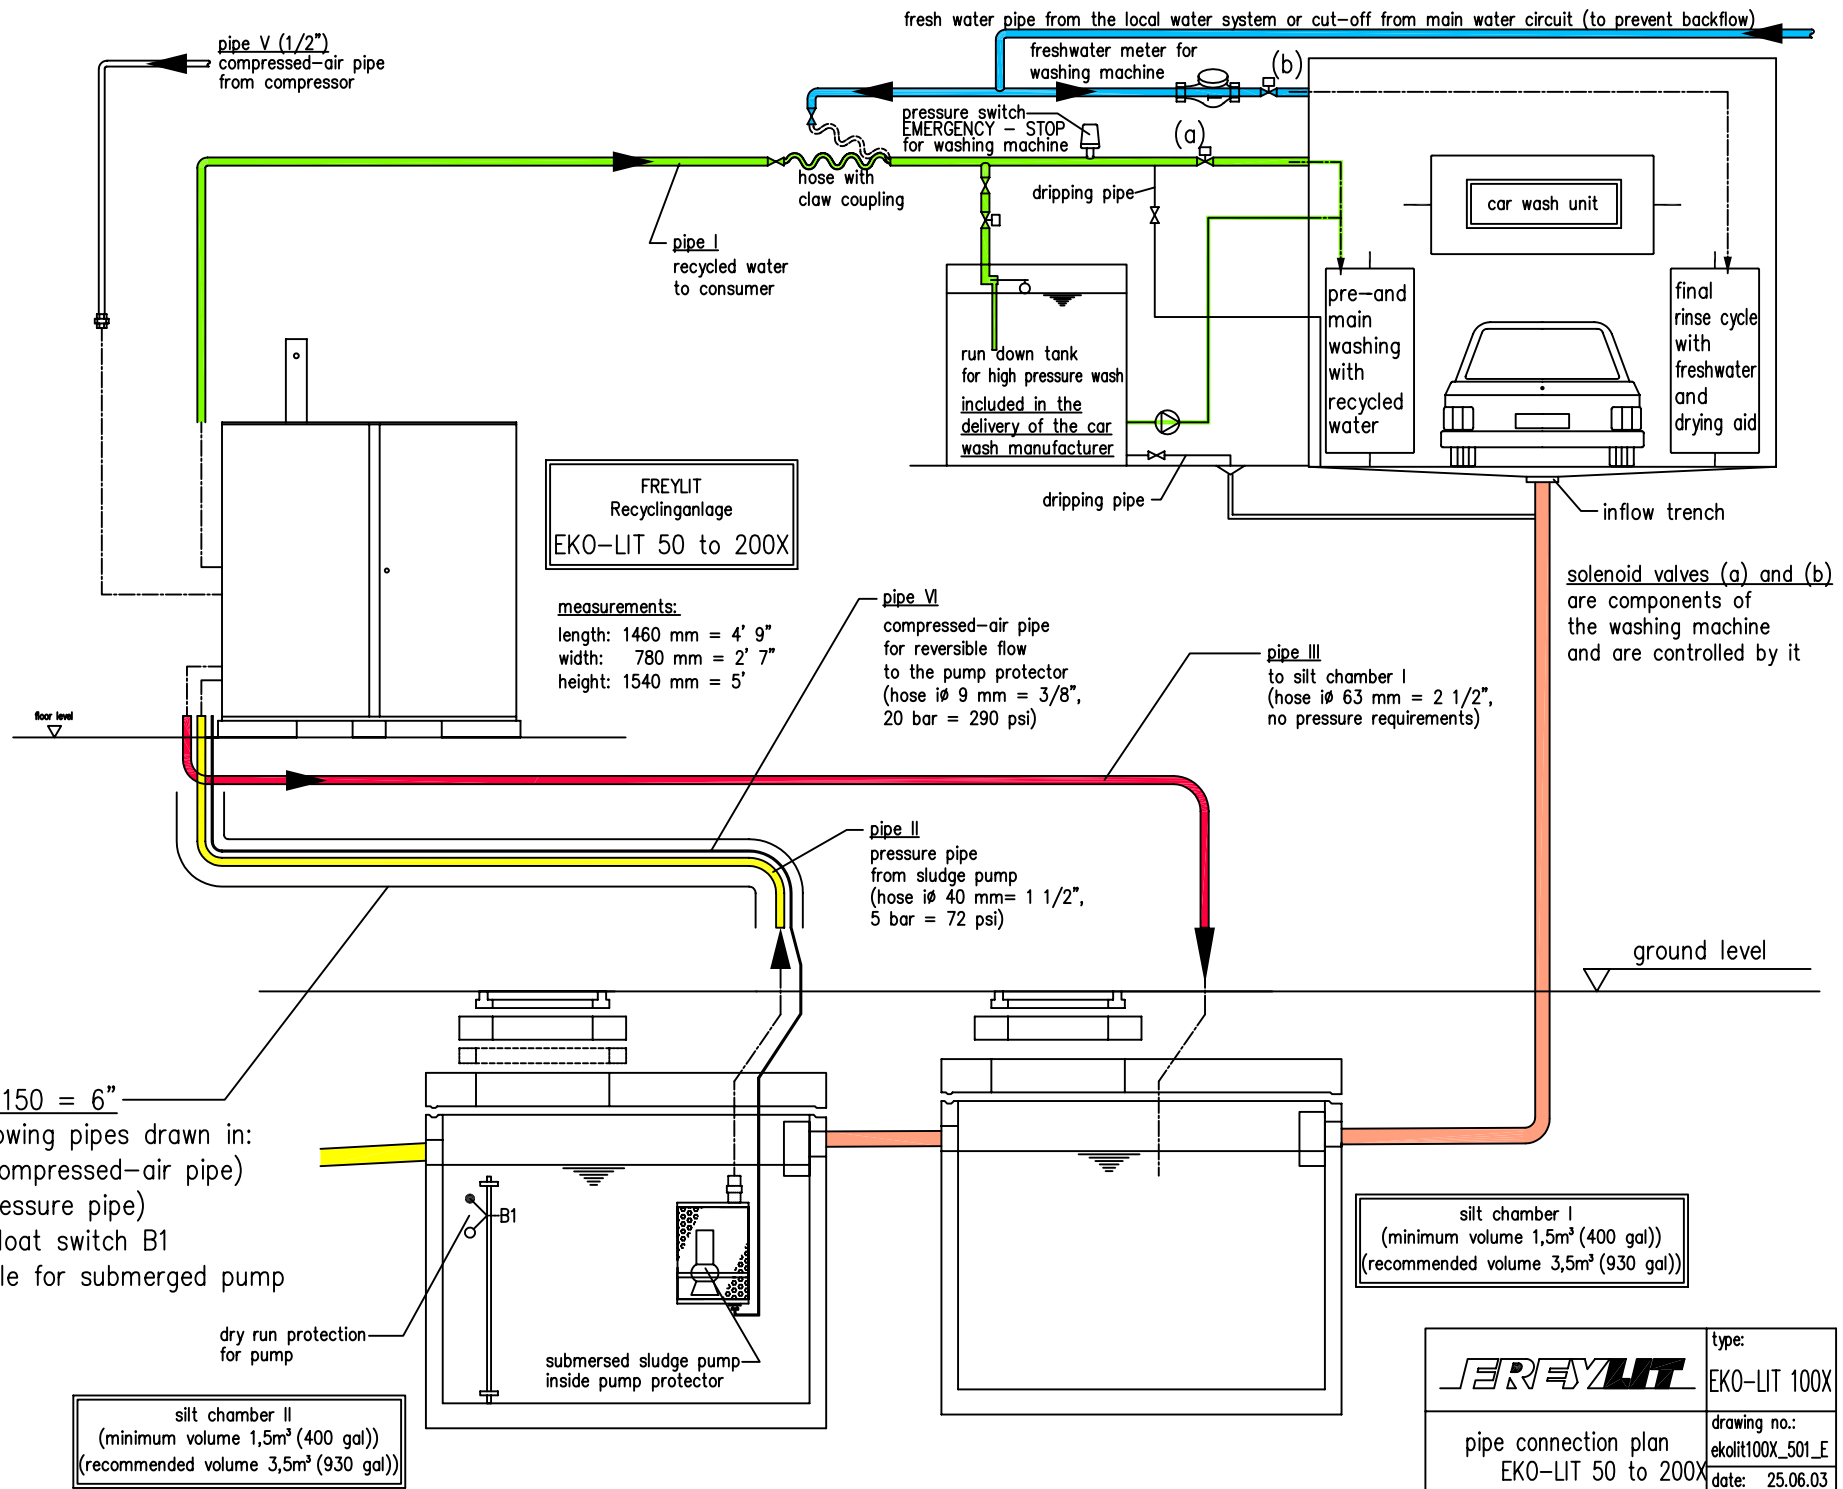 fresh water pipe from the local water system or cut-off from main water circuit (to prevent backflow)
pipe V (1/2")
compressed-air pipe
from compressor
freshwater meter for
washing machine
(b)
pressure switch
EMERGENCY - STOP
for washing machine
(a)
hose with
claw coupling
dripping pipe
car wash unit
pipe I
recycled water
to consumer
pre-and
main
washing
with
recycled
water
final
rinse cycle
with
freshwater
and
drying aid
run down tank
for high pressure wash
included in the
delivery of the car
wash manufacturer
FREYLIT
Recyclinganlage
EKO-LIT 50 to 200X
dripping pipe
inflow trench
solenoid valves (a) and (b)
are components of
the washing machine
and are controlled by it
measurements:
length: 1460 mm = 4' 9"
width: 780 mm = 2' 7"
height: 1540 mm = 5'
pipe VI
compressed-air pipe
for reversible flow
to the pump protector
(hose iø 9 mm = 3/8",
20 bar = 290 psi)
pipe III
to silt chamber I
(hose iø 63 mm = 2 1/2",
no pressure requirements)
floor level
pipe II
pressure pipe
from sludge pump
(hose iø 40 mm= 1 1/2",
5 bar = 72 psi)
ground level
150 = 6"
owing pipes drawn in:
ompressed-air pipe)
essure pipe)
loat switch B1
le for submerged pump
B1
dry run protection
for pump
submersed sludge pump
inside pump protector
silt chamber I
(minimum volume 1,5m³ (400 gal))
(recommended volume 3,5m³ (930 gal))
silt chamber II
(minimum volume 1,5m³ (400 gal))
(recommended volume 3,5m³ (930 gal))
FREYLIT
type:
EKO-LIT 100X
pipe connection plan
EKO-LIT 50 to 200X
drawing no.:
ekolit100X_501_E
date: 25.06.03